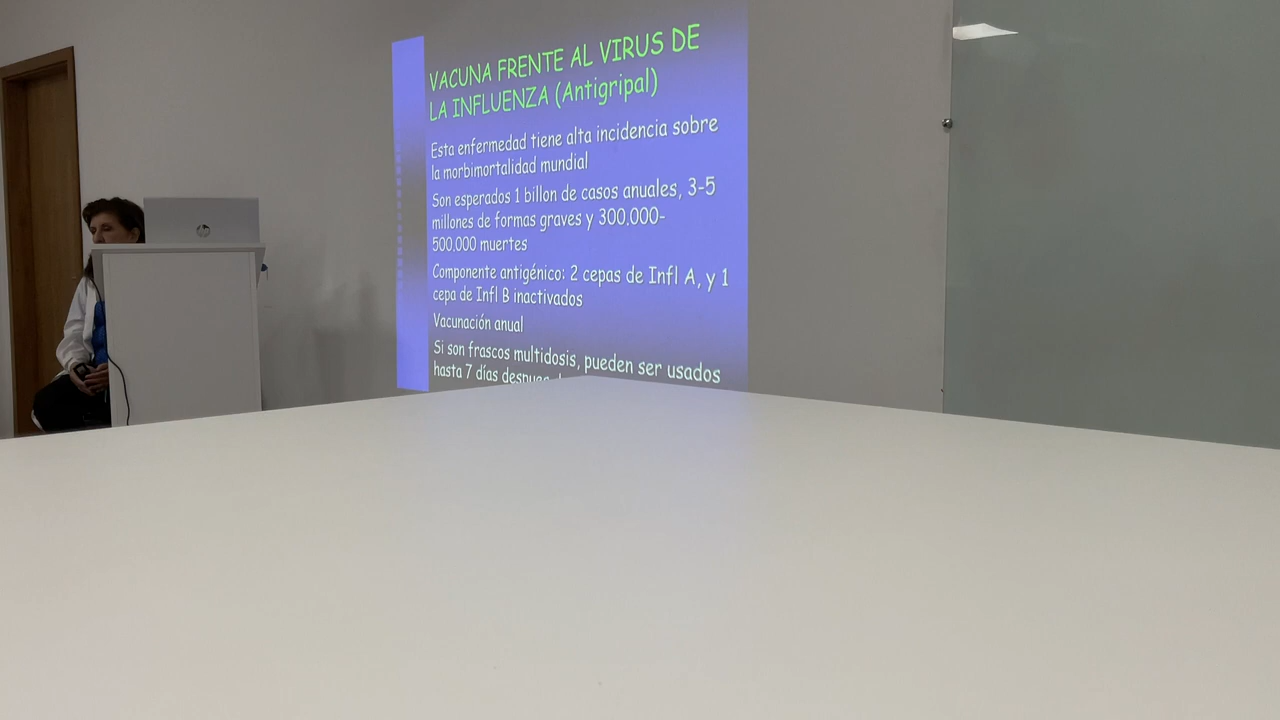 VACUNA FRENTE AL VIRUS DE
LA INFLUENZA (Antigripal)
Esta enfermedad tiene alta incidencia sobre
la morbimortalidad mundial
Son esperados 1 billon de casos anuales, 3-5
millones de formas graves y 300.000-
500.000 muertes
Componente antigénico: 2 cepas de Infl A, y 1
cepa de Infl B inactivados
Vacunación anual
Si son frascos multidosis, pueden ser usados
hasta 7 días
hp